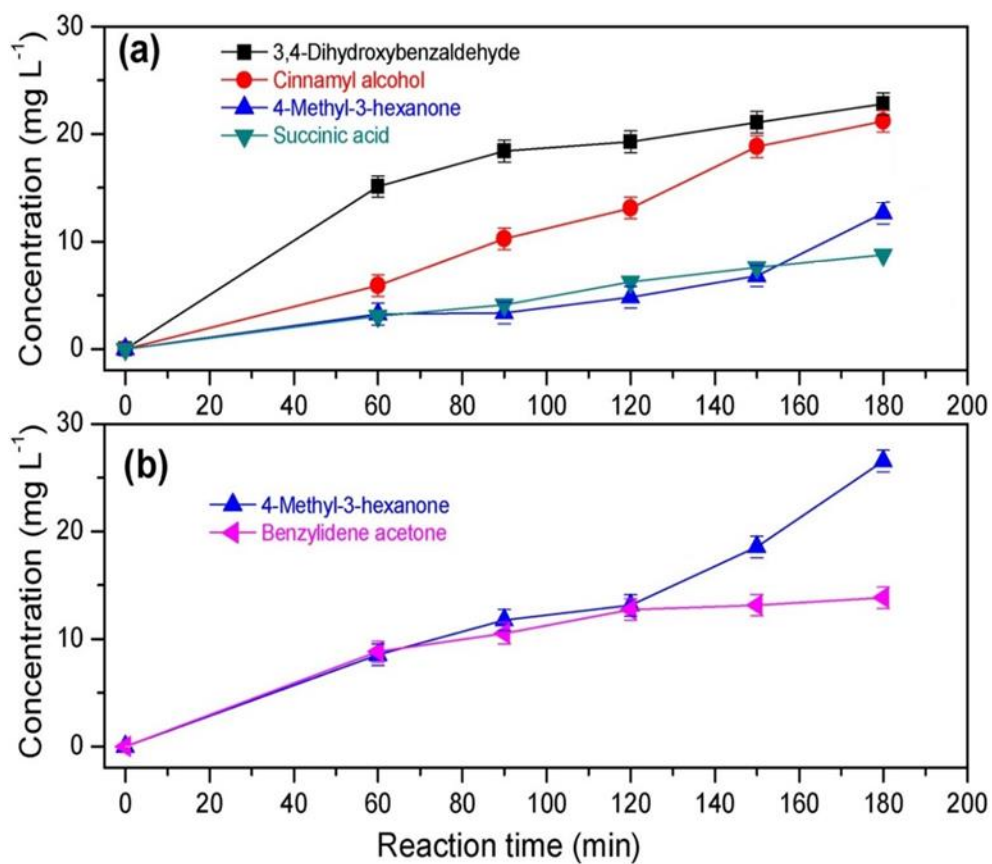 (a)
3,4-Dihydroxybenzaldehyde
Cinnamyl alcohol
4-Methyl-3-hexanone
Succinic acid
Concentration (mg L⁻¹)
30
20
10
0
0 20 40 60 80 100 120 140 160 180 200
(b)
4-Methyl-3-hexanone
Benzylidene acetone
Concentration (mg L⁻¹)
30
20
10
0
0 20 40 60 80 100 120 140 160 180 200
Reaction time (min)